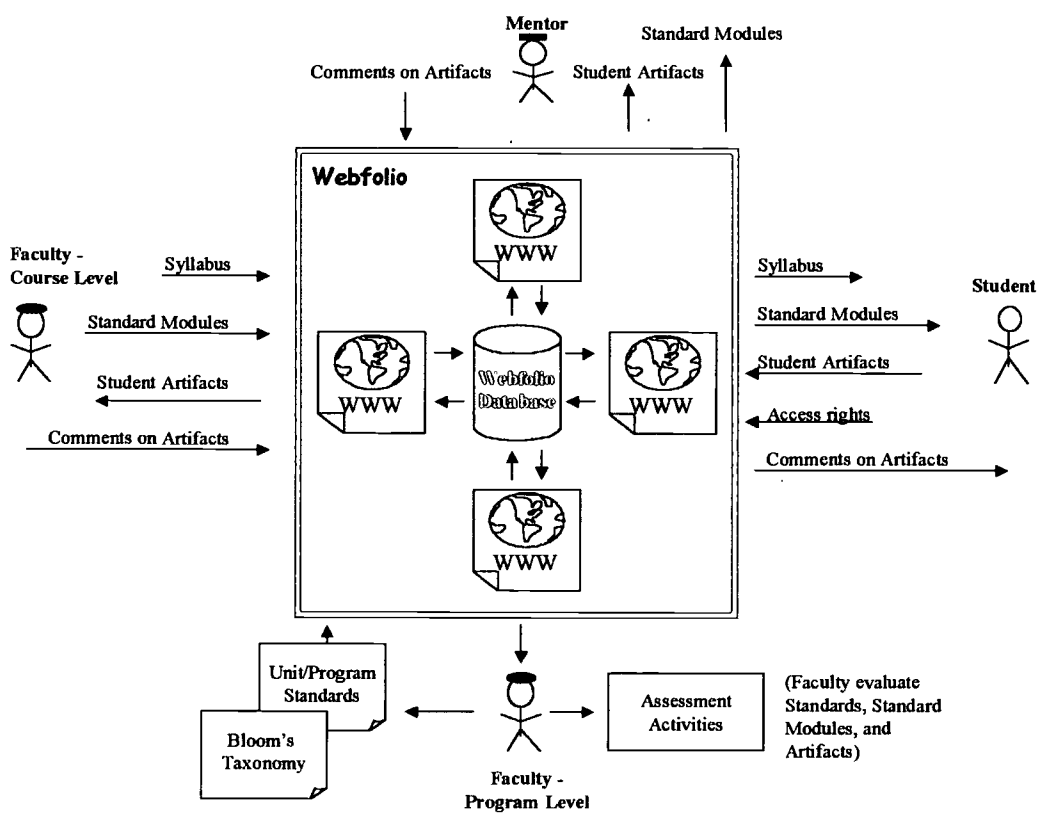 Mentor
Standard Modules
Comments on Artifacts
Student Artifacts
Webfolio
WWW
Faculty -
Course Level
Syllabus
Standard Modules
Student Artifacts
Comments on Artifacts
WWW
Webfolio
Database
WWW
Syllabus
Standard Modules
Student Artifacts
Access rights
Comments on Artifacts
Student
WWW
Unit/Program
Standards
Bloom's
Taxonomy
Assessment
Activities
(Faculty evaluate
Standards, Standard
Modules, and
Artifacts)
Faculty -
Program Level